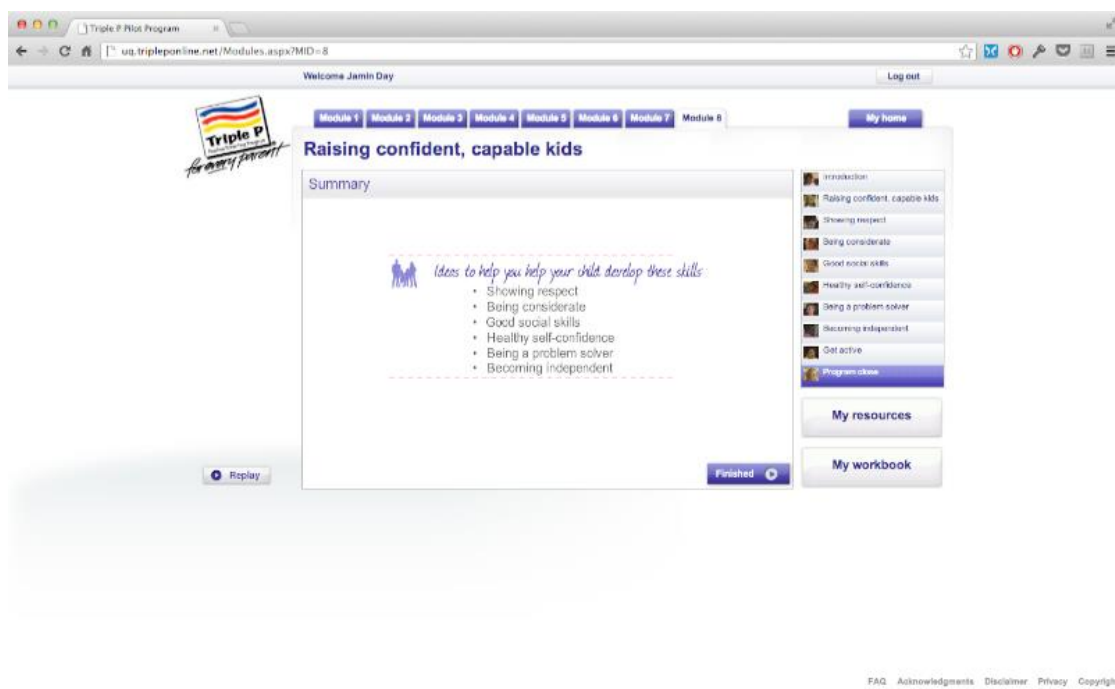 Triple P Pilot Program
uq.tripleponline.net/Modules.aspx?MID=8
Welcome Jamin Day
Log out
Module 1 Module 2 Module 3 Module 4 Module 5 Module 6 Module 7 Module 8
My home
Triple P
for every parent
Raising confident, capable kids
Summary
Ideas to help you help your child develop these skills:
• Showing respect
• Being considerate
• Good social skills
• Healthy self-confidence
• Being a problem solver
• Becoming independent
Introduction
Raising confident, capable kids
Showing respect
Being considerate
Good social skills
Healthy self-confidence
Being a problem solver
Becoming independent
Get active
Program close
My resources
My workbook
Replay
Finished
FAQ Acknowledgments Disclaimer Privacy Copyrigh